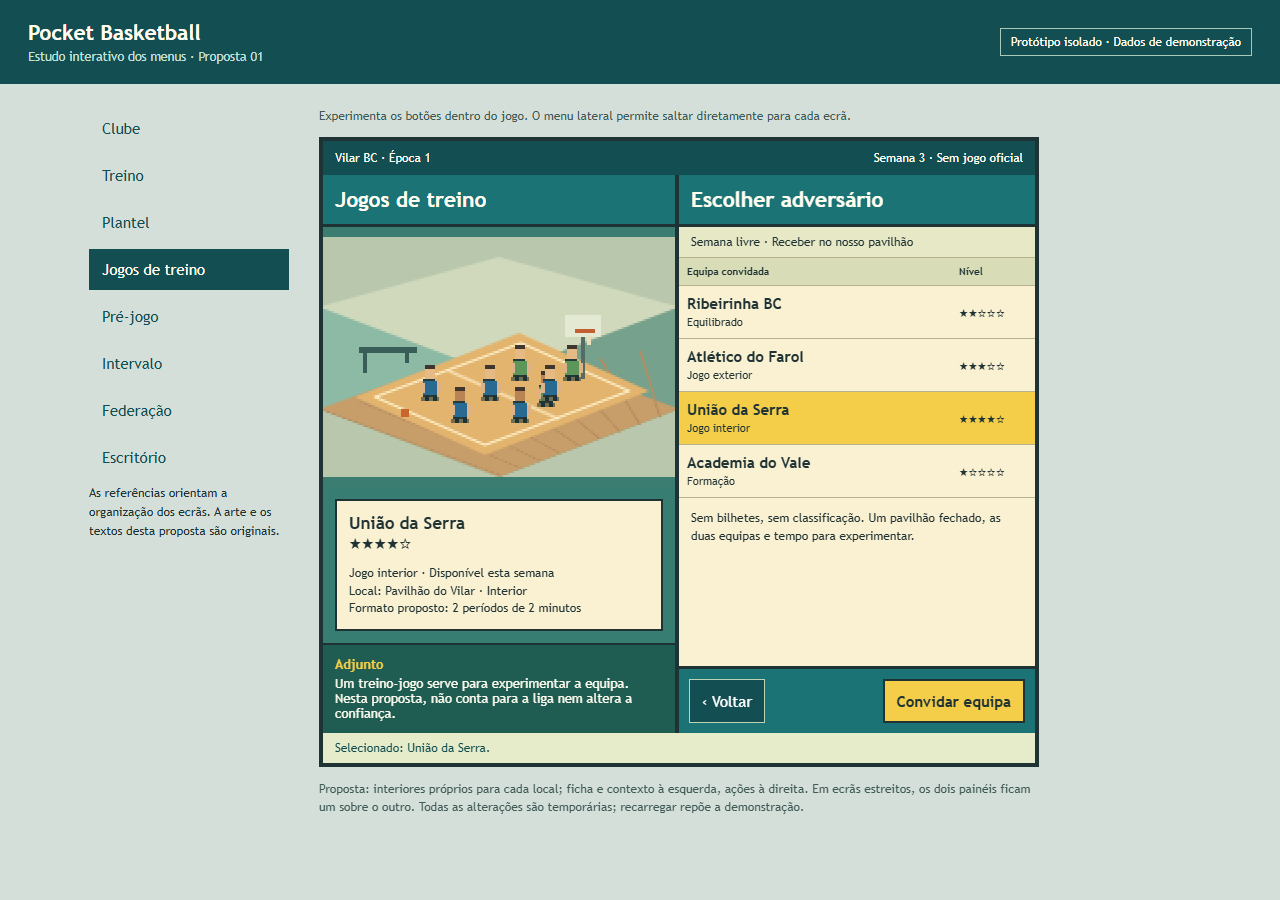 Pocket Basketball
Estudo interativo dos menus · Proposta 01
Protótipo isolado · Dados de demonstração
Clube
Treino
Plantel
Jogos de treino
Pré-jogo
Intervalo
Federação
Escritório
As referências orientam a
organização dos ecrãs. A arte e os
textos desta proposta são originais.
Experimenta os botões dentro do jogo. O menu lateral permite saltar diretamente para cada ecrã.
Vilar BC · Época 1
Semana 3 · Sem jogo oficial
Jogos de treino
União da Serra
★★★★☆
Jogo interior · Disponível esta semana
Local: Pavilhão do Vilar · Interior
Formato proposto: 2 períodos de 2 minutos
Adjunto
Um treino-jogo serve para experimentar a equipa.
Nesta proposta, não conta para a liga nem altera a
confiança.
Escolher adversário
Semana livre · Receber no nosso pavilhão
Equipa convidada Nível
Ribeirinha BC
Equilibrado
★★☆☆☆
Atlético do Farol
Jogo exterior
★★★☆☆
União da Serra
Jogo interior
★★★★☆
Academia do Vale
Formação
★☆☆☆☆
Sem bilhetes, sem classificação. Um pavilhão fechado, as
duas equipas e tempo para experimentar.
‹ Voltar
Convidar equipa
Selecionado: União da Serra.
Proposta: interiores próprios para cada local; ficha e contexto à esquerda, ações à direita. Em ecrãs estreitos, os dois painéis ficam
um sobre o outro. Todas as alterações são temporárias; recarregar repõe a demonstração.